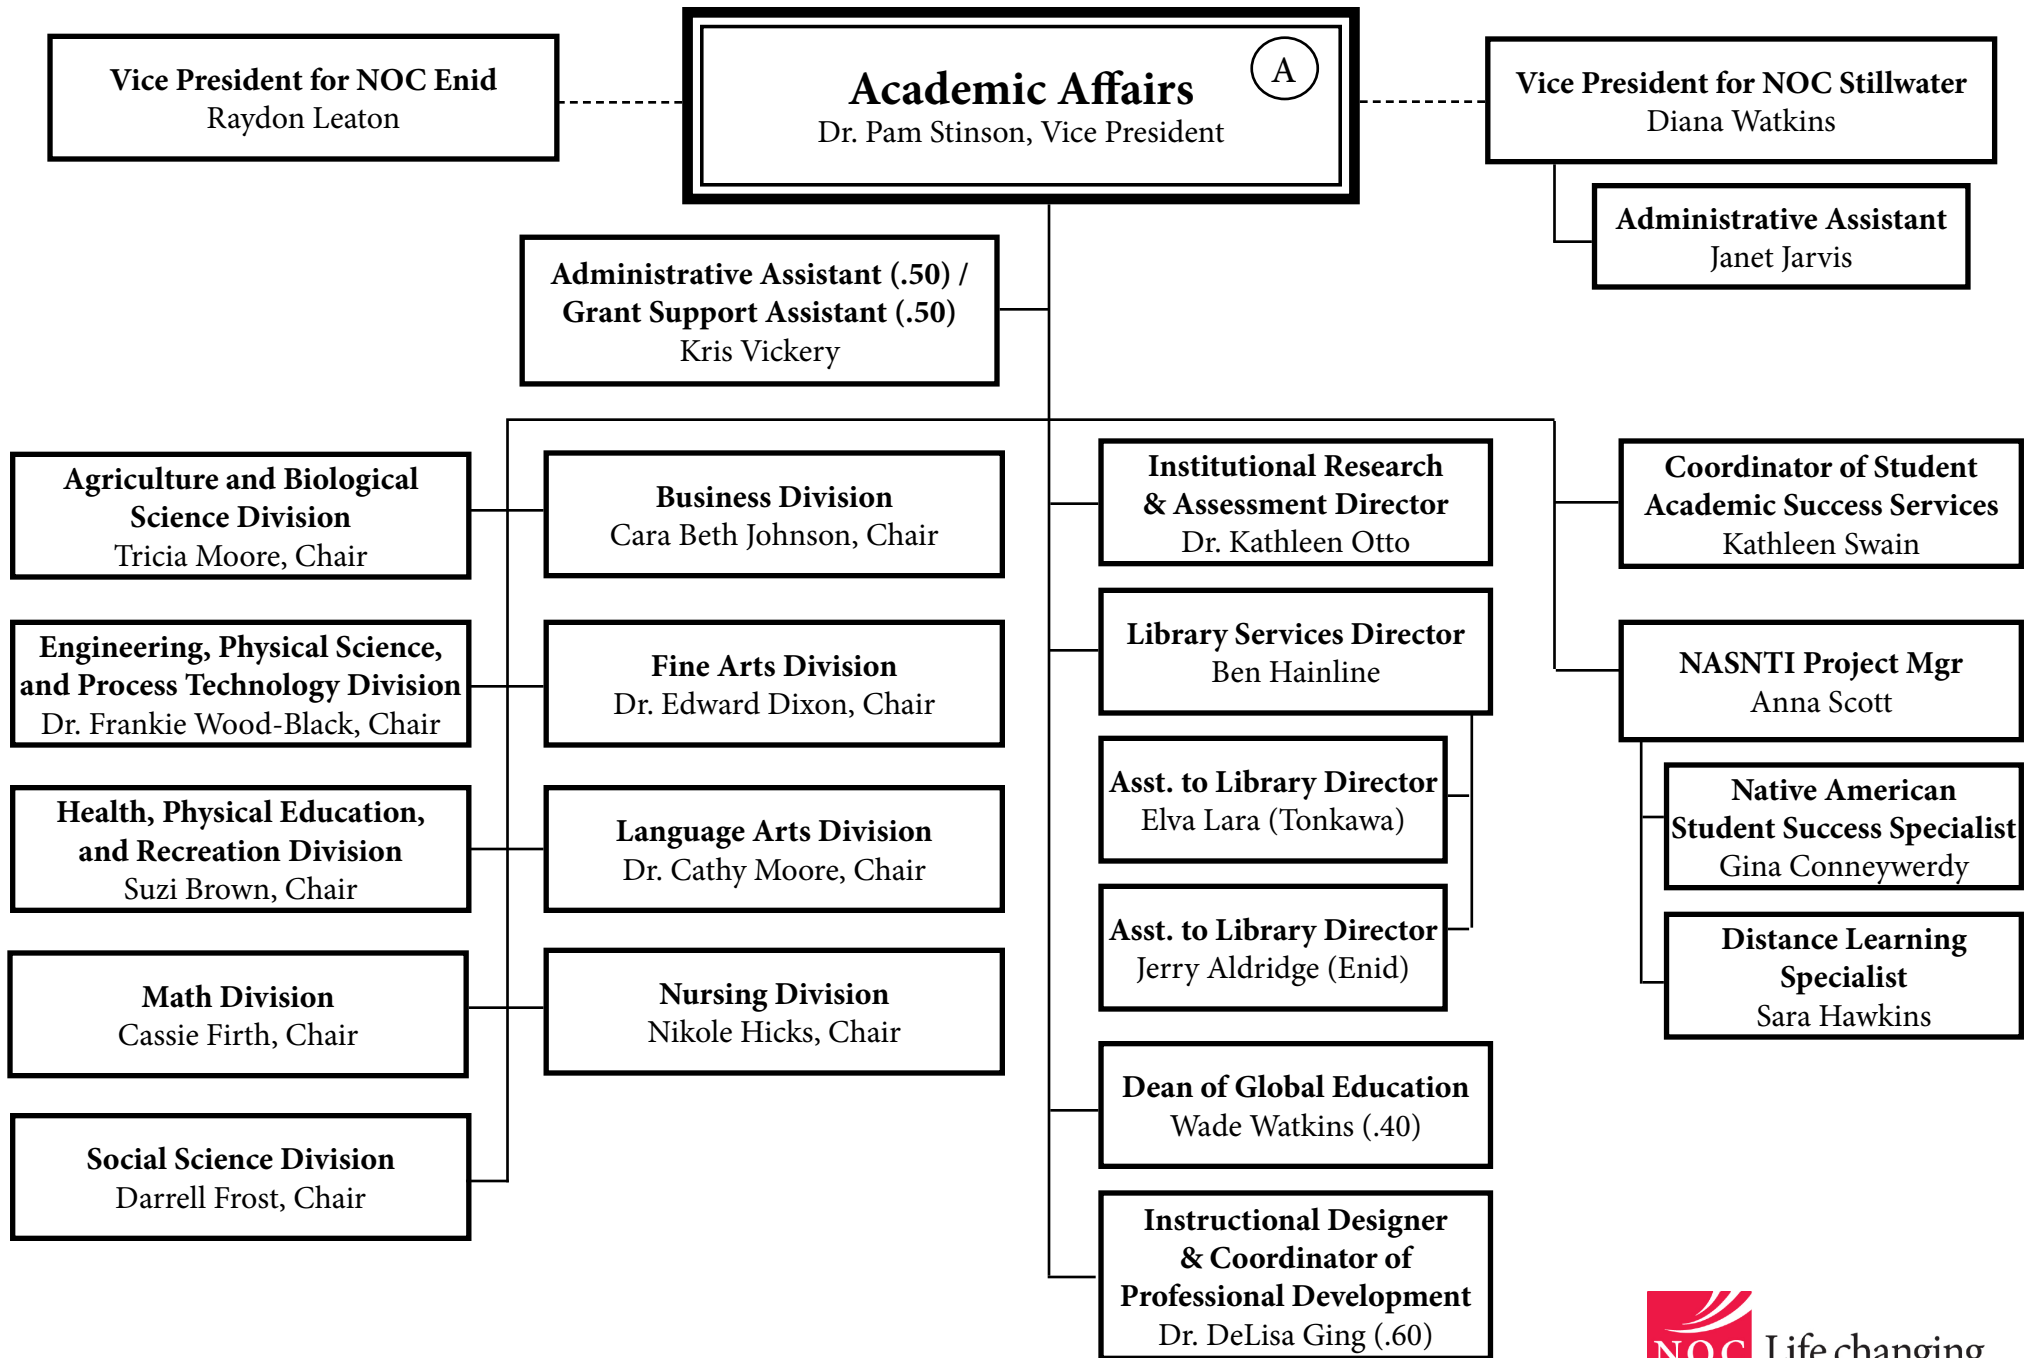 Vice President for NOC Enid
Raydon Leaton
Academic Affairs
Dr. Pam Stinson, Vice President
A
Vice President for NOC Stillwater
Diana Watkins
Administrative Assistant
Janet Jarvis
Administrative Assistant (.50) /
Grant Support Assistant (.50)
Kris Vickery
Agriculture and Biological
Science Division
Tricia Moore, Chair
Engineering, Physical Science,
and Process Technology Division
Dr. Frankie Wood-Black, Chair
Health, Physical Education,
and Recreation Division
Suzi Brown, Chair
Math Division
Cassie Firth, Chair
Social Science Division
Darrell Frost, Chair
Business Division
Cara Beth Johnson, Chair
Fine Arts Division
Dr. Edward Dixon, Chair
Language Arts Division
Dr. Cathy Moore, Chair
Nursing Division
Nikole Hicks, Chair
Institutional Research
& Assessment Director
Dr. Kathleen Otto
Library Services Director
Ben Hainline
Asst. to Library Director
Elva Lara (Tonkawa)
Asst. to Library Director
Jerry Aldridge (Enid)
Dean of Global Education
Wade Watkins (.40)
Instructional Designer
& Coordinator of
Professional Development
Dr. DeLisa Ging (.60)
Coordinator of Student
Academic Success Services
Kathleen Swain
NASNTI Project Mgr
Anna Scott
Native American
Student Success Specialist
Gina Conneywerdy
Distance Learning
Specialist
Sara Hawkins
NOC
Life changing